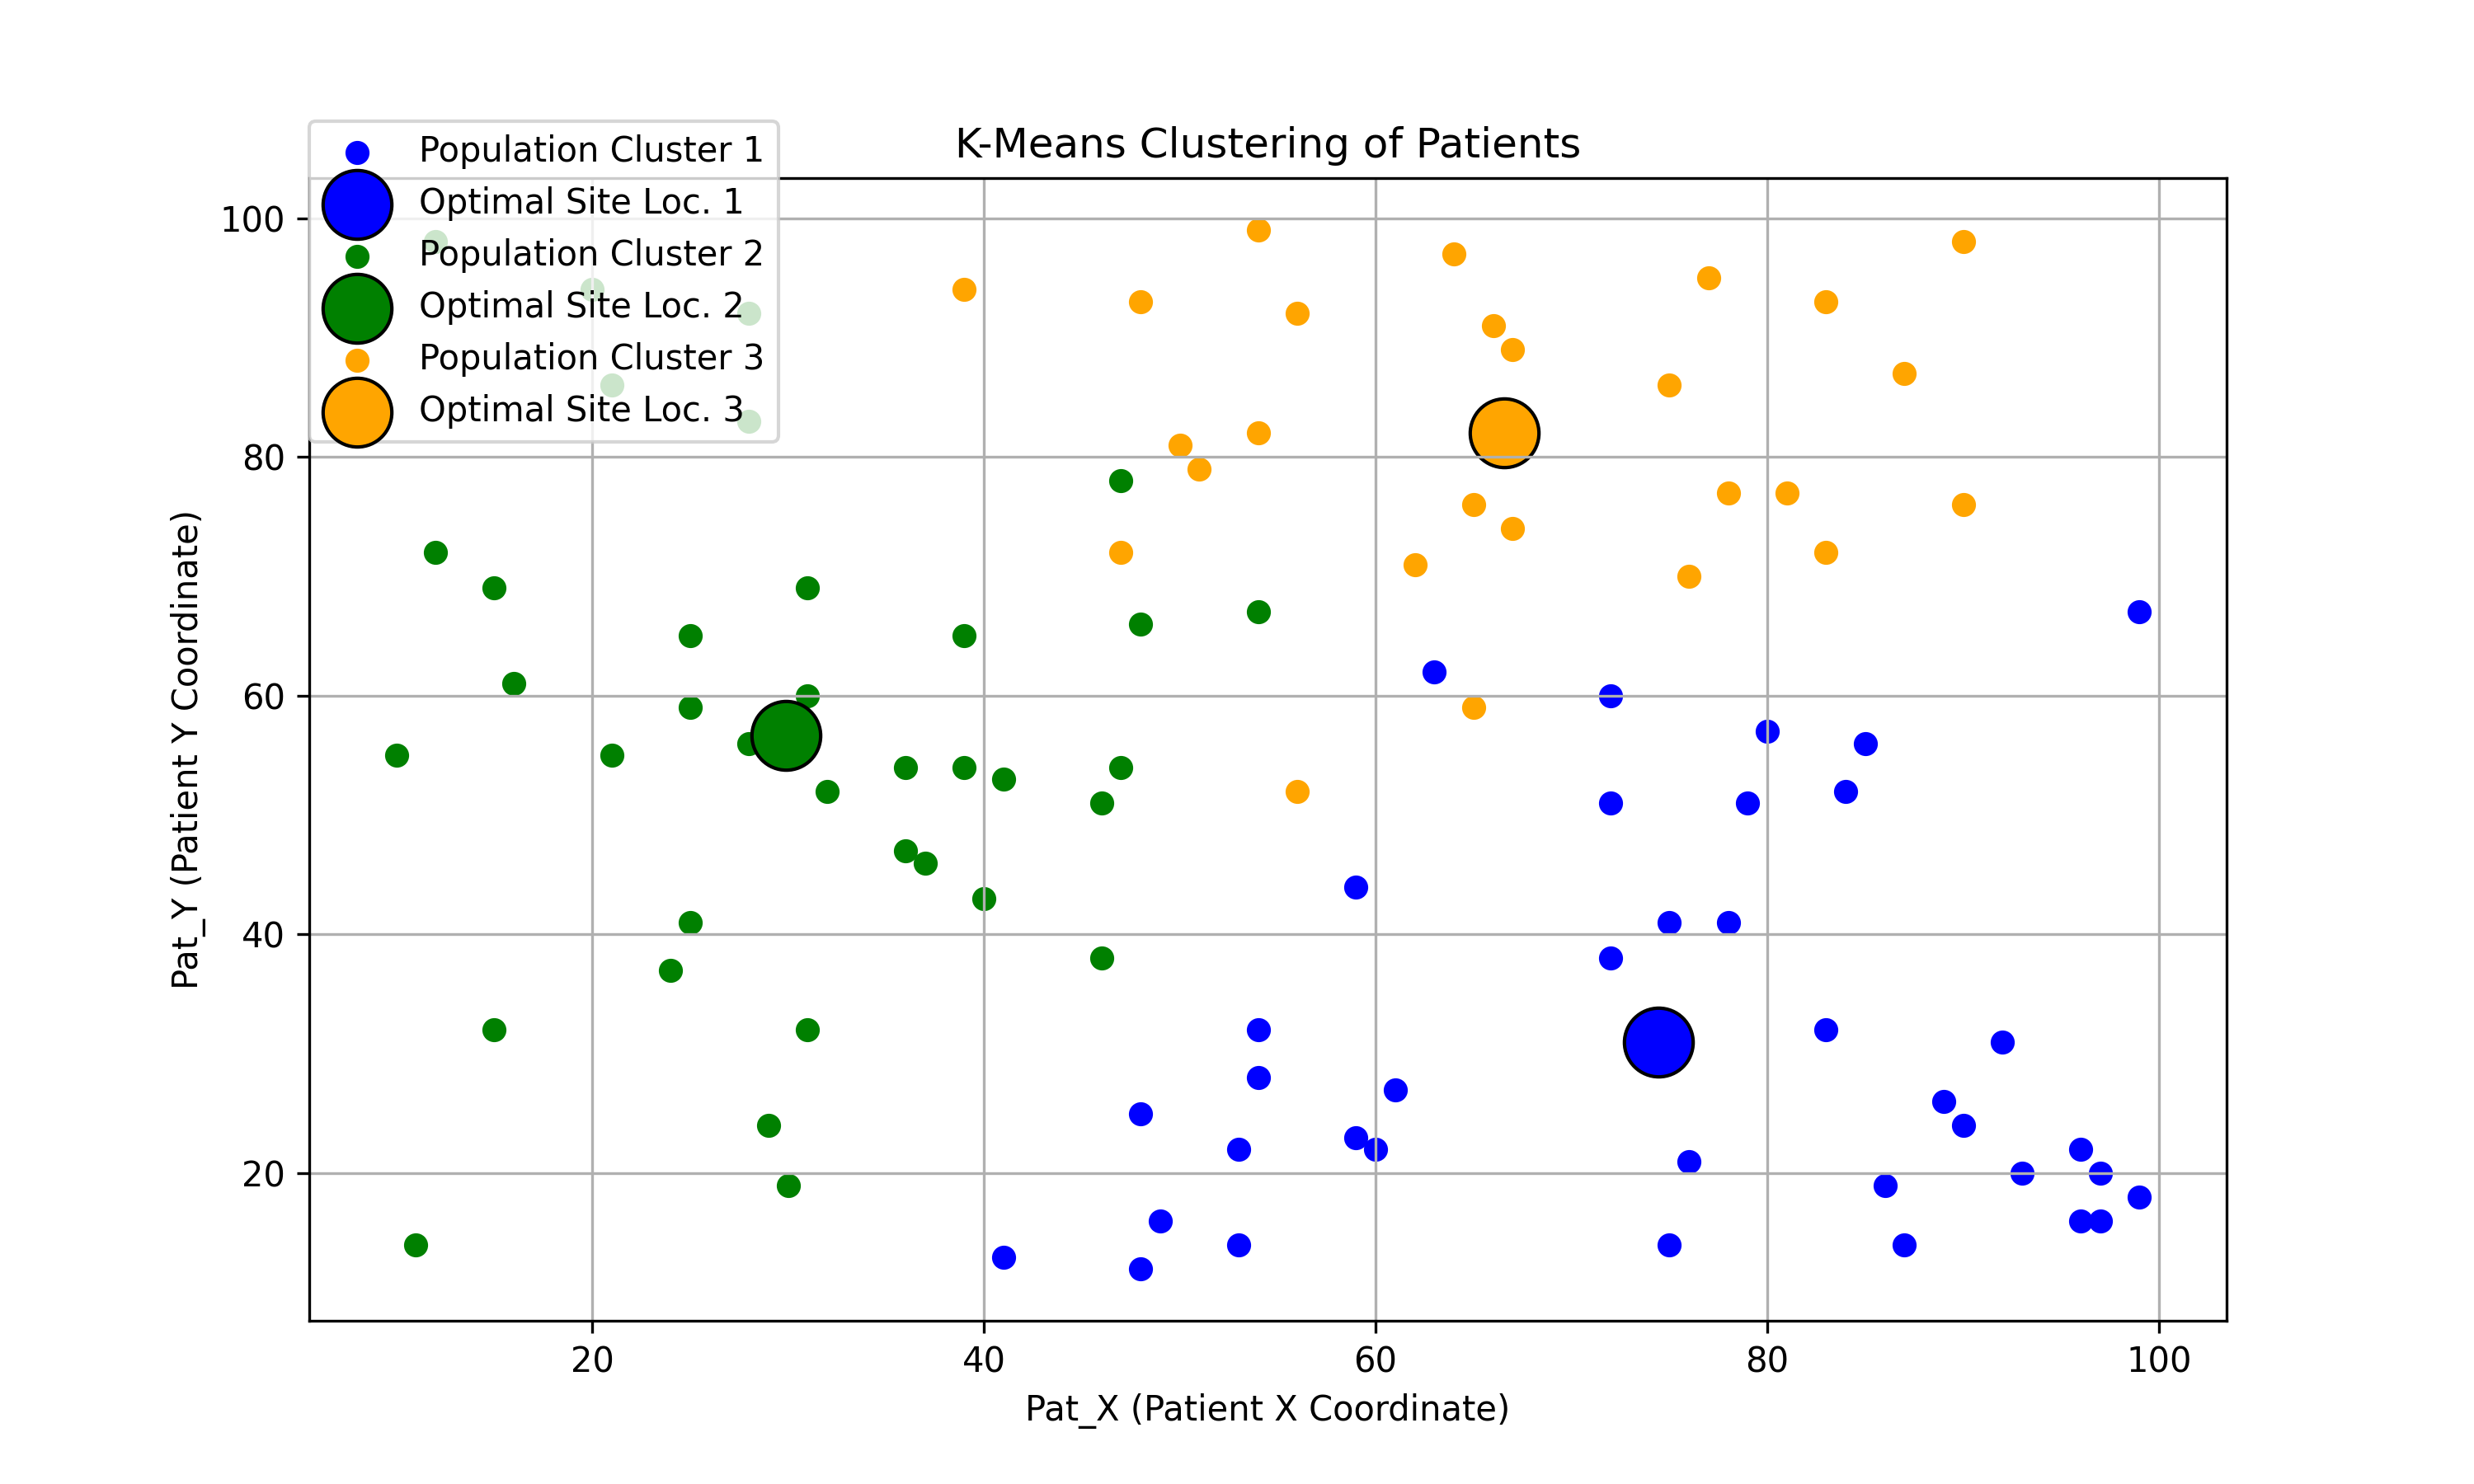 K-Means Clustering of Patients
Population Cluster 1
Optimal Site Loc. 1
Population Cluster 2
Optimal Site Loc. 2
Population Cluster 3
Optimal Site Loc. 3
100
80
60
40
20
Pat_Y (Patient Y Coordinate)
20 40 60 80 100
Pat_X (Patient X Coordinate)